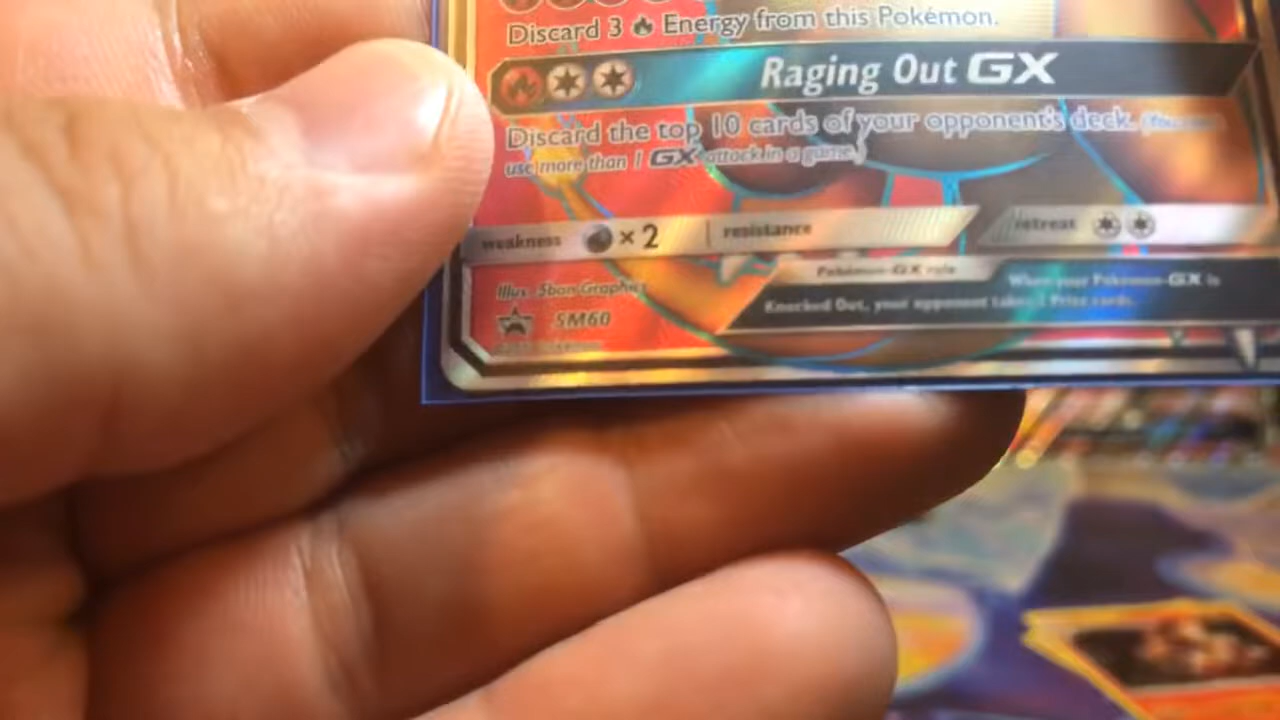 Discard 3 Energy from this Pokémon.
Raging Out GX
Discard the top 10 cards of your opponent's deck. (You can't
use more than 1 GX attack in a game.)
weakness ×2 resistance retreat
Pokémon-GX rule When your Pokémon-GX is
Knocked Out, your opponent takes 2 Prize cards.
Illus. 5ban Graphics
SM60